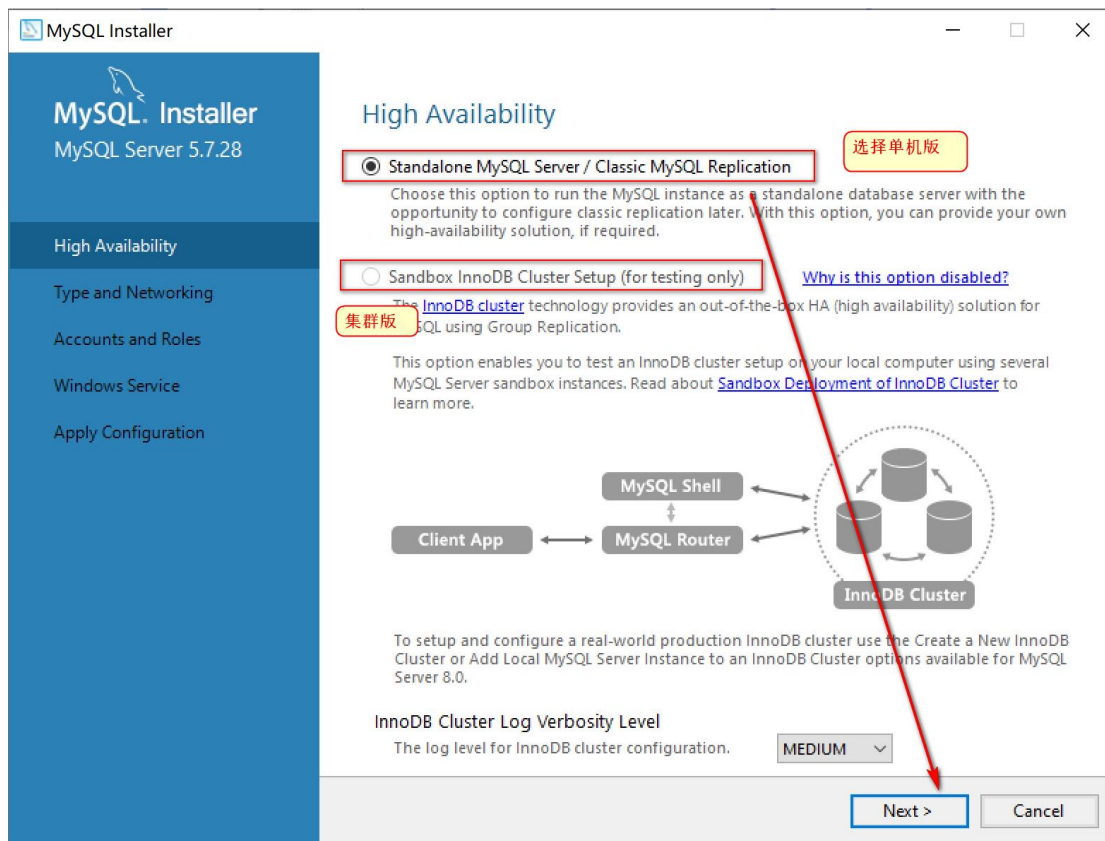 MySQL Installer
MySQL. Installer
MySQL Server 5.7.28
High Availability
Type and Networking
Accounts and Roles
Windows Service
Apply Configuration
High Availability
选择单机版
Standalone MySQL Server / Classic MySQL Replication
Choose this option to run the MySQL instance as a standalone database server with the
opportunity to configure classic replication later. With this option, you can provide your own
high-availability solution, if required.
Sandbox InnoDB Cluster Setup (for testing only)
Why is this option disabled?
集群版
The InnoDB cluster technology provides an out-of-the-box HA (high availability) solution for
SQL using Group Replication.
This option enables you to test an InnoDB cluster setup on your local computer using several
MySQL Server sandbox instances. Read about Sandbox Deployment of InnoDB Cluster to
learn more.
MySQL Shell
Client App
MySQL Router
InnoDB Cluster
To setup and configure a real-world production InnoDB cluster use the Create a New InnoDB
Cluster or Add Local MySQL Server Instance to an InnoDB Cluster options available for MySQL
Server 8.0.
InnoDB Cluster Log Verbosity Level
The log level for InnoDB cluster configuration.
MEDIUM
Next >
Cancel